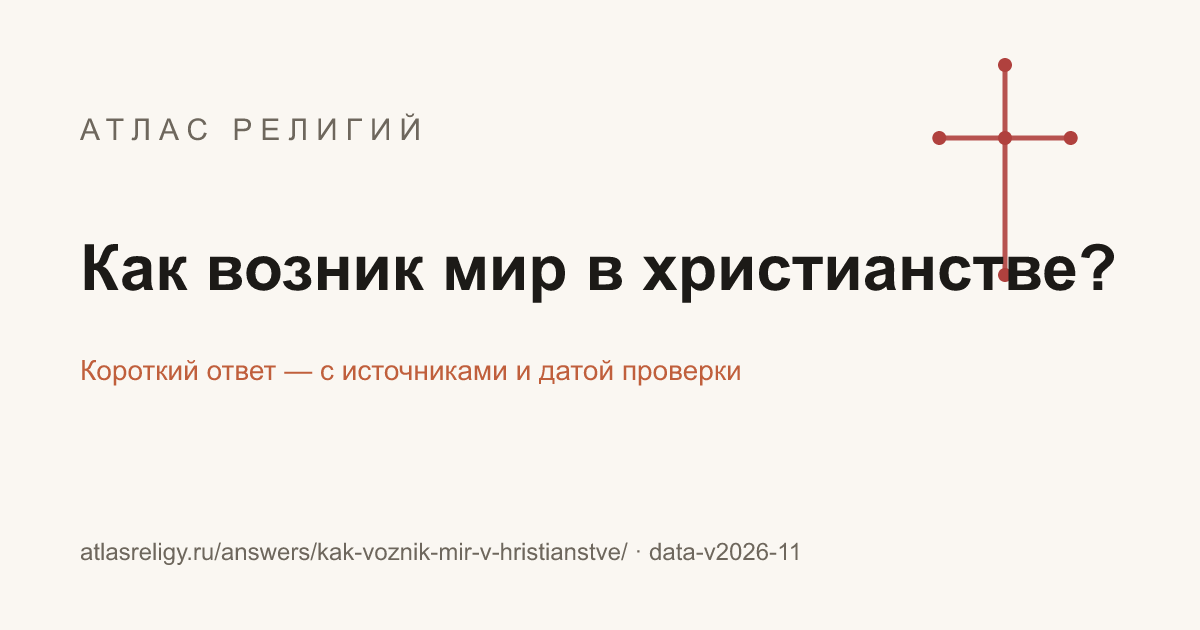 АТЛАС РЕЛИГИЙ
Как возник мир в христианстве?
Короткий ответ — с источниками и датой проверки
atlasreligy.ru/answers/kak-voznik-mir-v-hristianstve/ · data-v2026-11